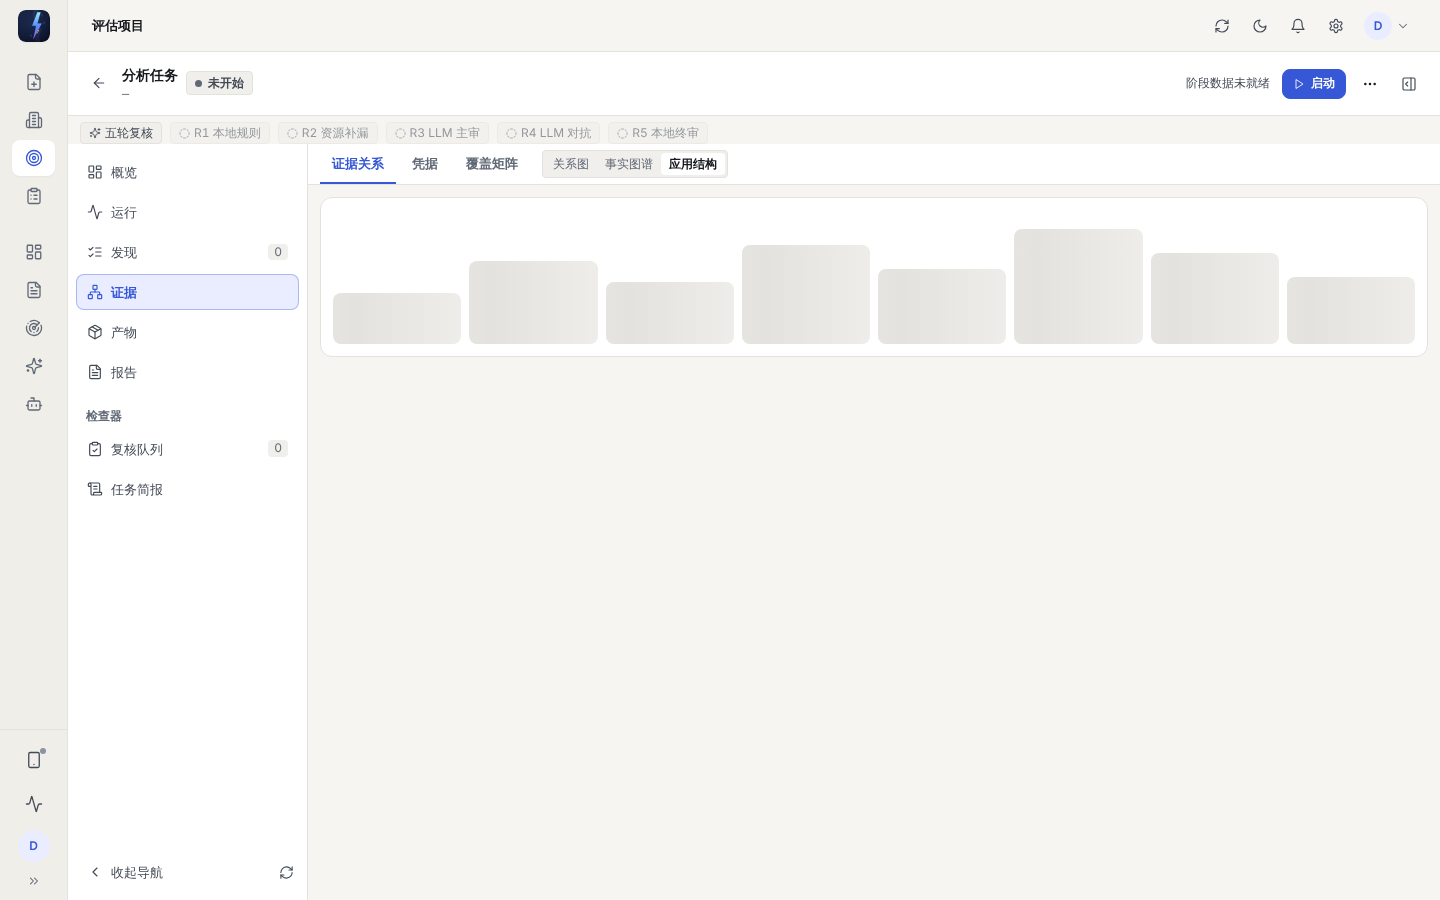 评估项目
D
分析任务
–
未开始
阶段数据未就绪
启动
五轮复核
R1 本地规则
R2 资源补漏
R3 LLM 主审
R4 LLM 对抗
R5 本地终审
概览
运行
发现 0
证据
产物
报告
检查器
复核队列 0
任务简报
收起导航
证据关系
凭据
覆盖矩阵
关系图
事实图谱
应用结构
D